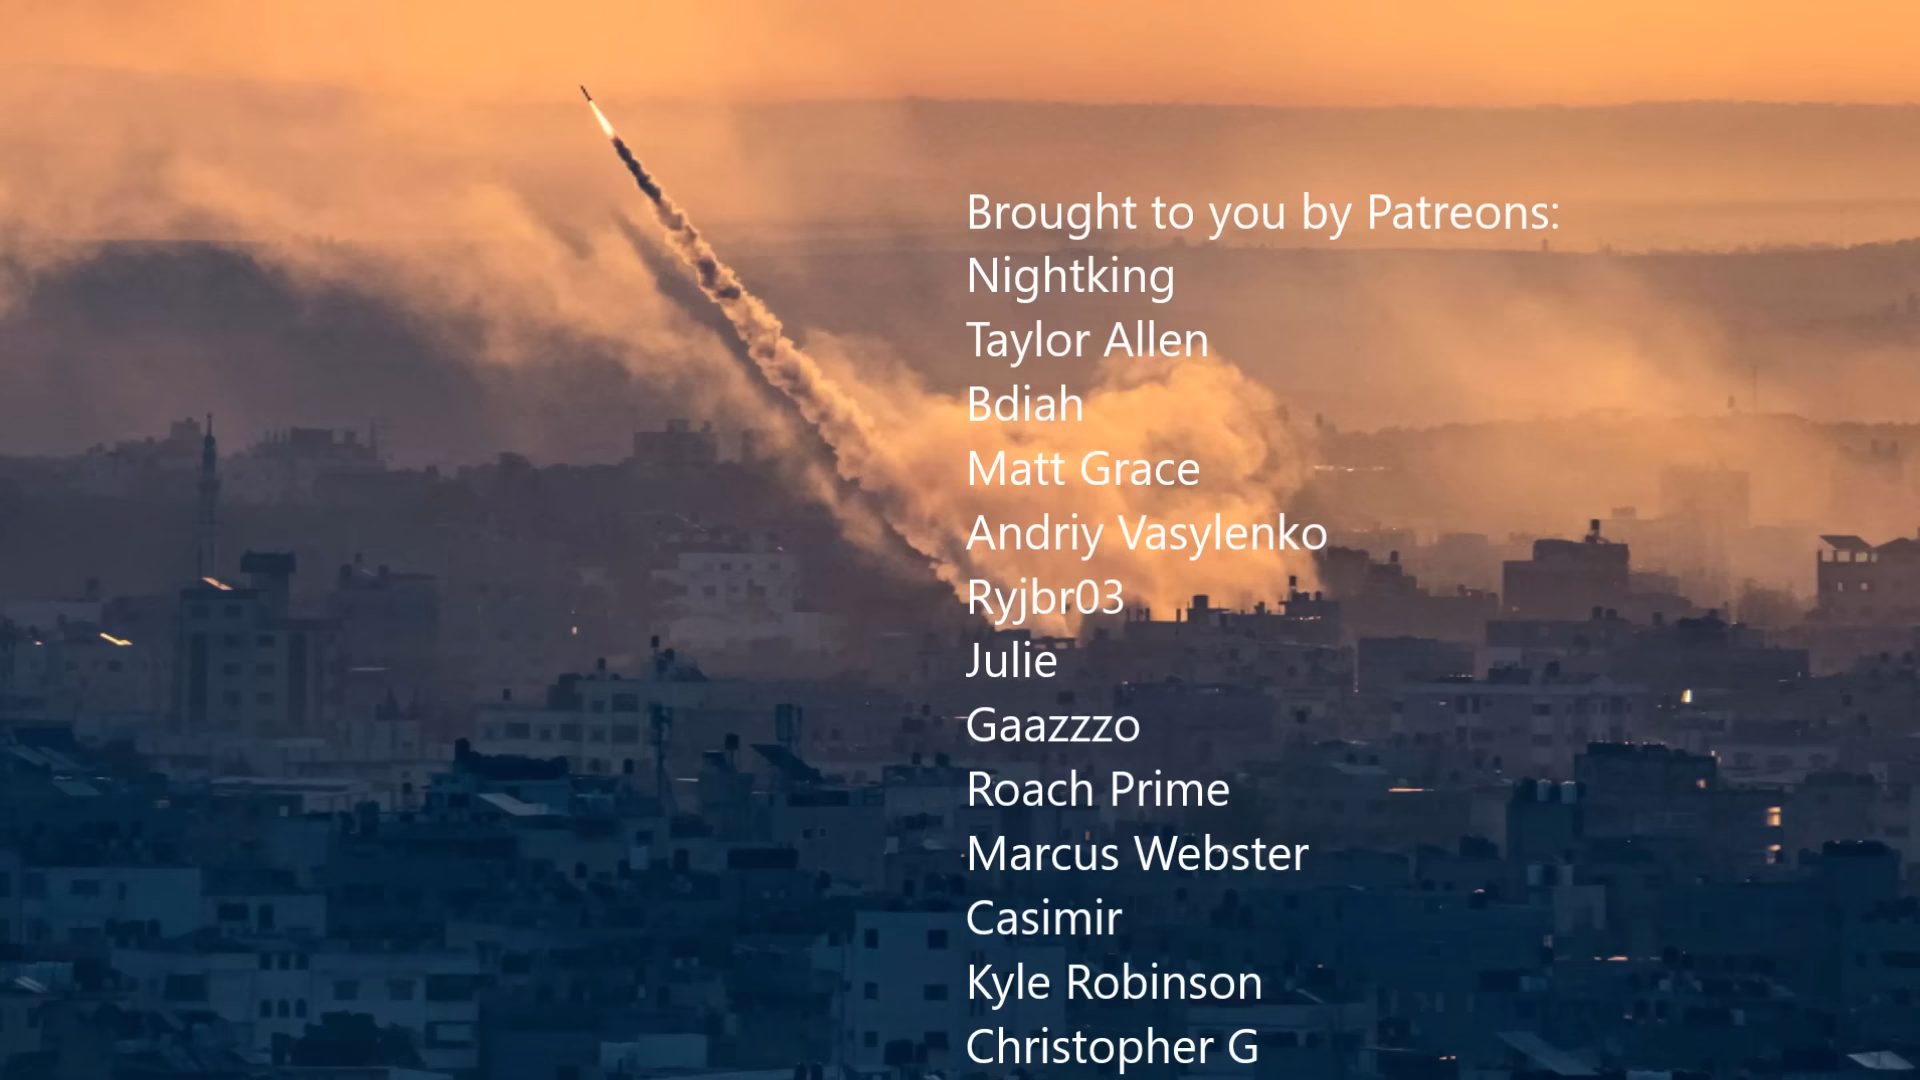 Brought to you by Patreons:
Nightking
Taylor Allen
Bdiah
Matt Grace
Andriy Vasylenko
Ryjbr03
Julie
Gaazzzo
Roach Prime
Marcus Webster
Casimir
Kyle Robinson
Christopher G